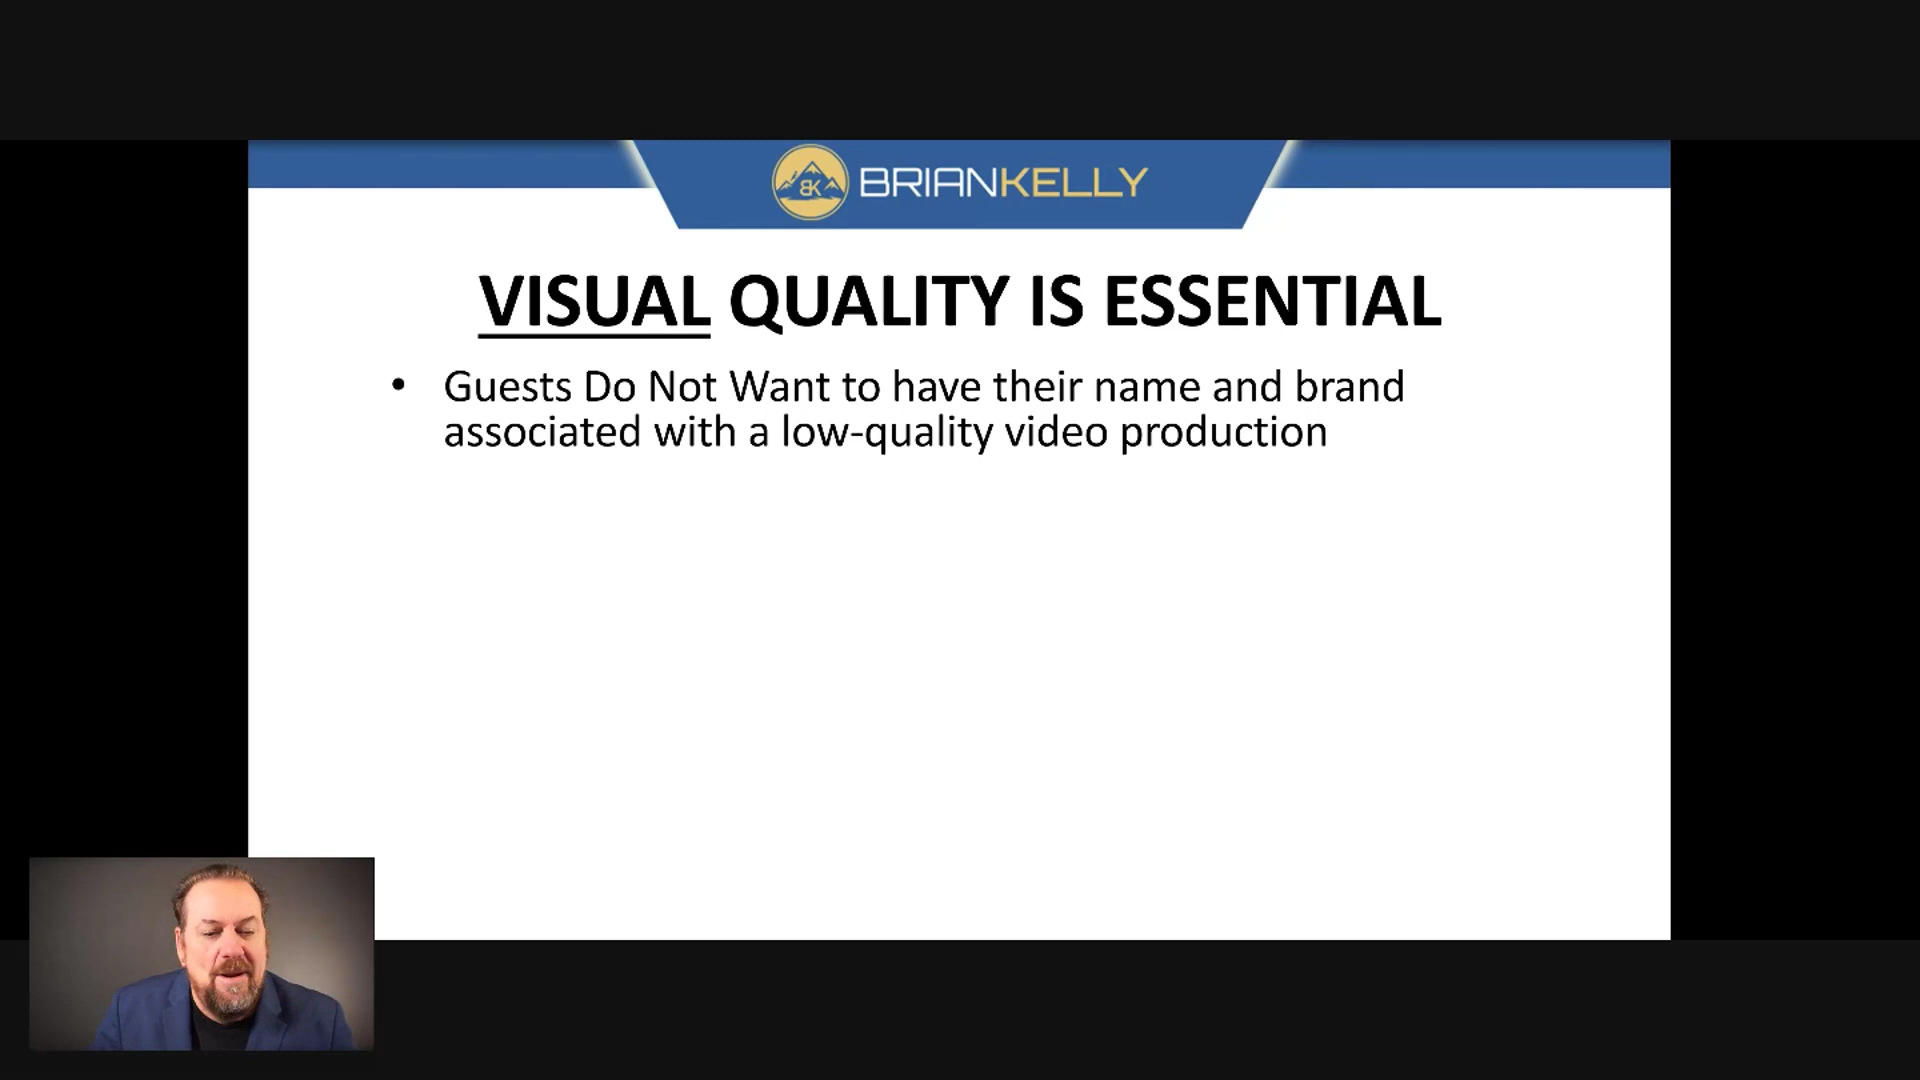 BK BRIANKELLY
VISUAL QUALITY IS ESSENTIAL
• Guests Do Not Want to have their name and brand
associated with a low-quality video production